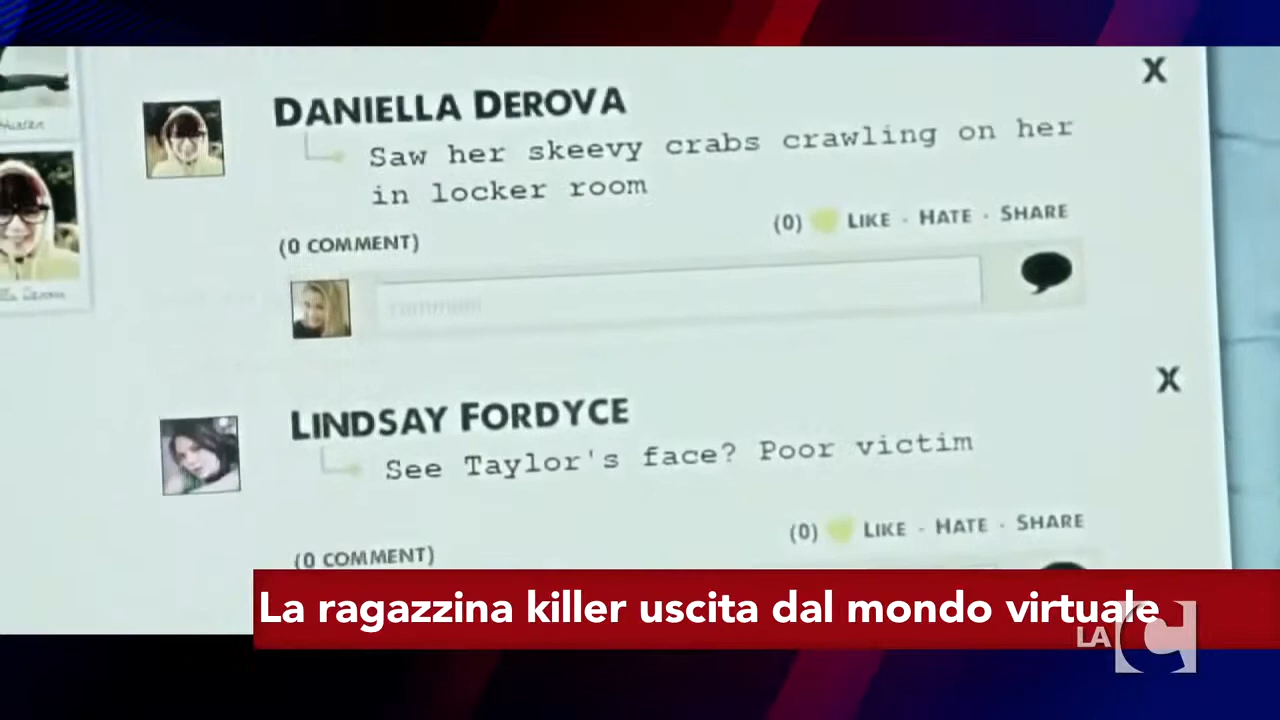 X
DANIELLA DEROVA
Saw her skeevy crabs crawling on her
in locker room
(0) LIKE - HATE - SHARE
(0 COMMENT)
X
LINDSAY FORDYCE
See Taylor's face? Poor victim
(0) LIKE - HATE - SHARE
(0 COMMENT)
La ragazzina killer uscita dal mondo virtuale
LA C